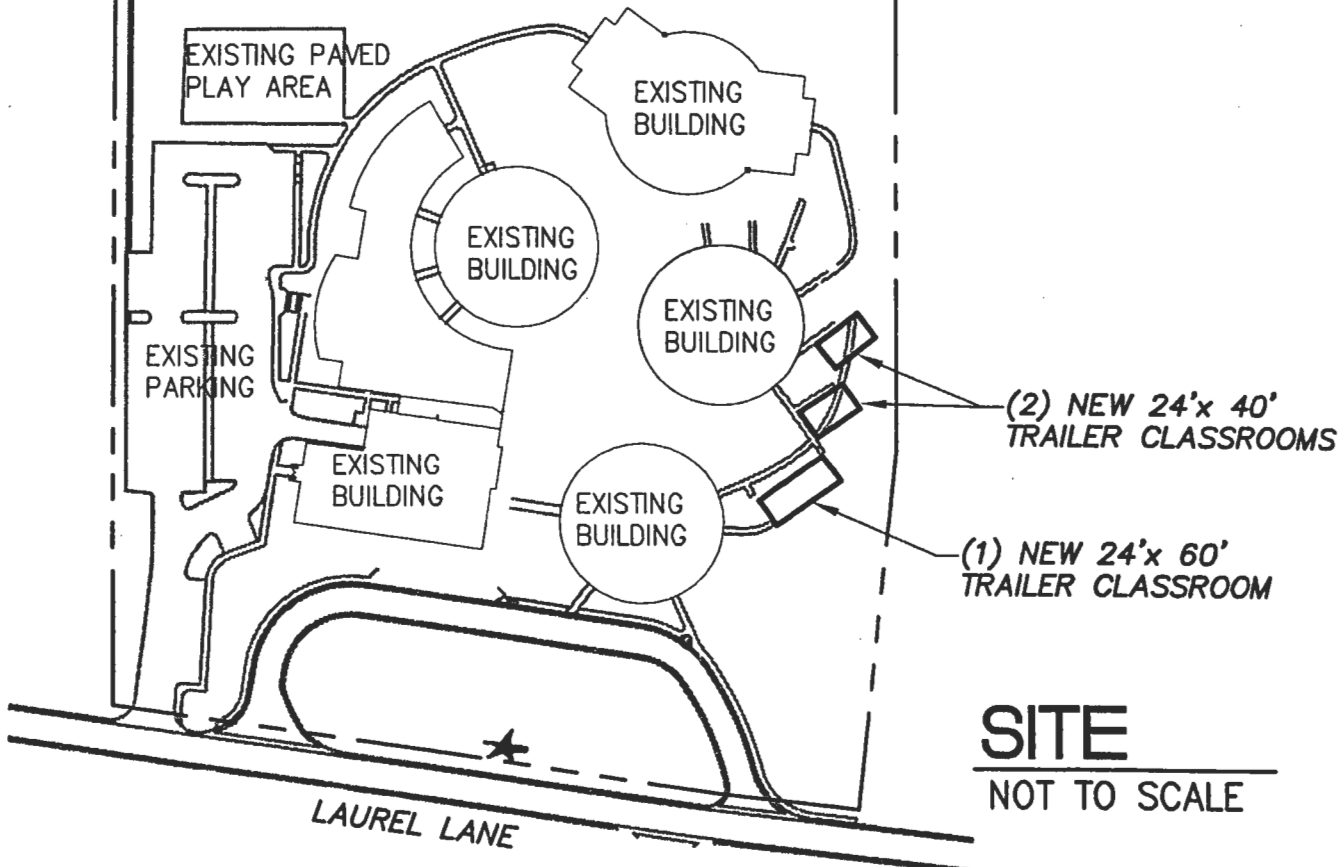 EXISTING PAVED
PLAY AREA
EXISTING
BUILDING
EXISTING
BUILDING
EXISTING
BUILDING
EXISTING
PARKING
(2) NEW 24'x 40'
TRAILER CLASSROOMS
EXISTING
BUILDING
EXISTING
BUILDING
(1) NEW 24'x 60'
TRAILER CLASSROOM
SITE
NOT TO SCALE
LAUREL LANE